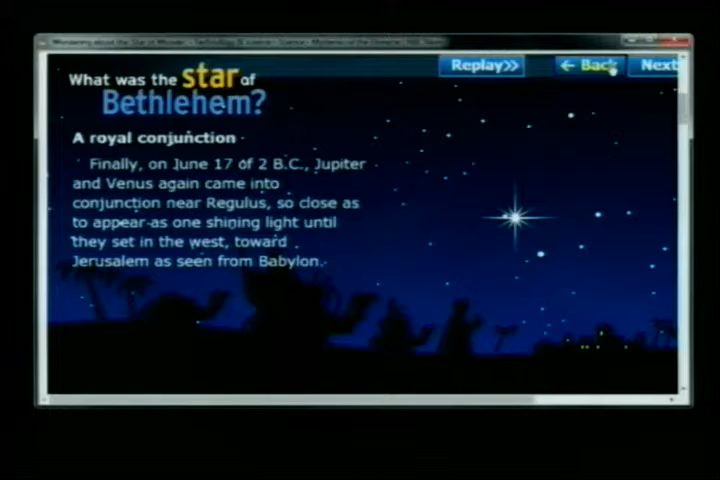 Replay>>
← Back
Next
What was the star of
Bethlehem?
A royal conjunction
Finally, on June 17 of 2 B.C., Jupiter
and Venus again came into
conjunction near Regulus, so close as
to appear as one shining light until
they set in the west, toward
Jerusalem as seen from Babylon.